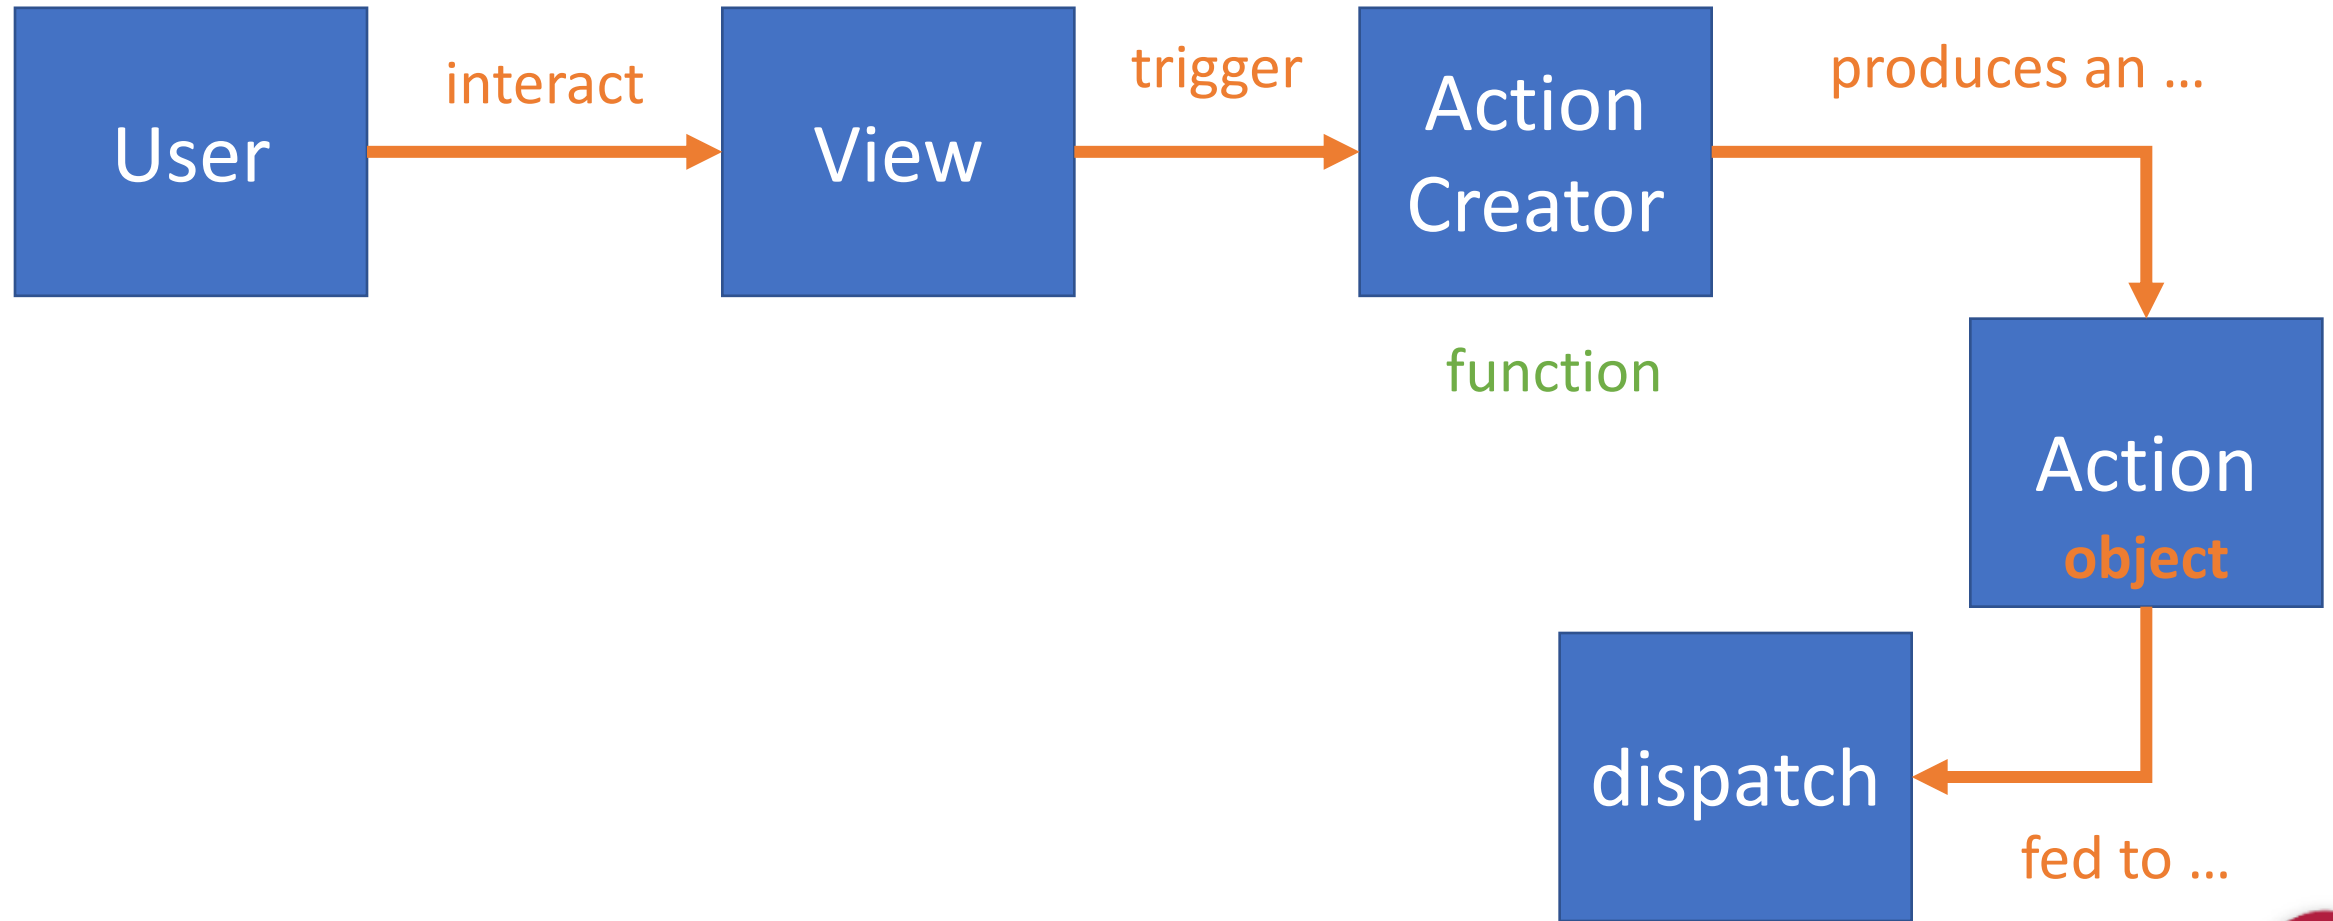 User
interact
View
trigger
Action
Creator
produces an ...
function
Action
object
dispatch
fed to ...